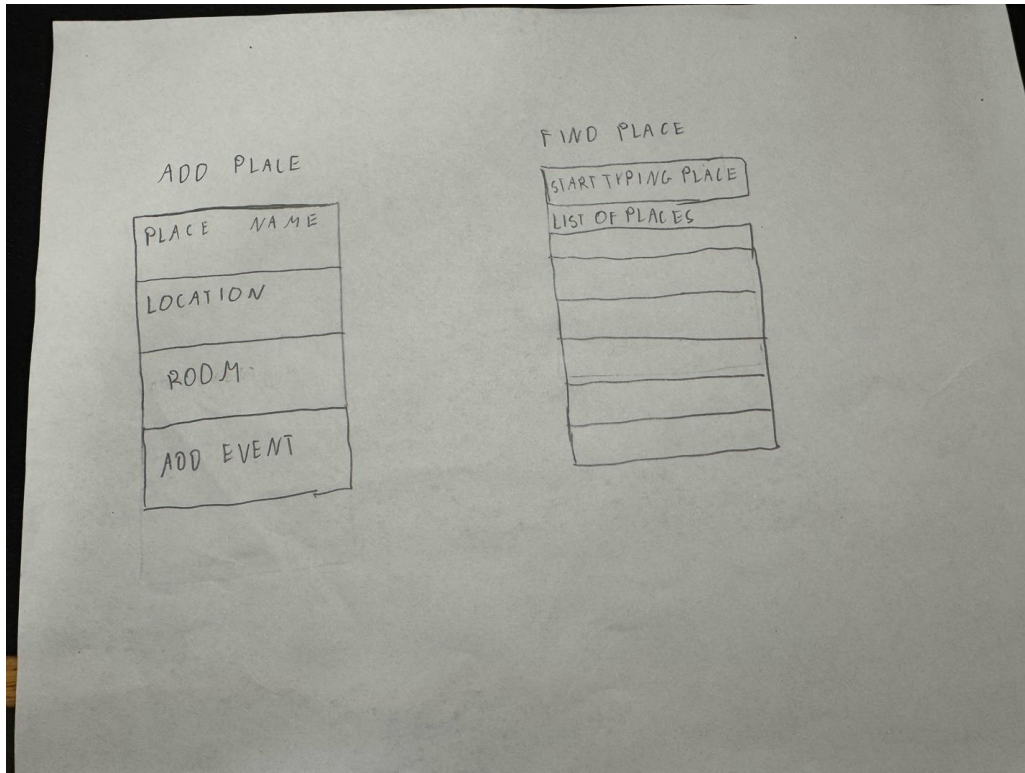 ADD PLACE
PLACE NAME
LOCATION
ROOM
ADD EVENT
FIND PLACE
START TYPING PLACE
LIST OF PLACES